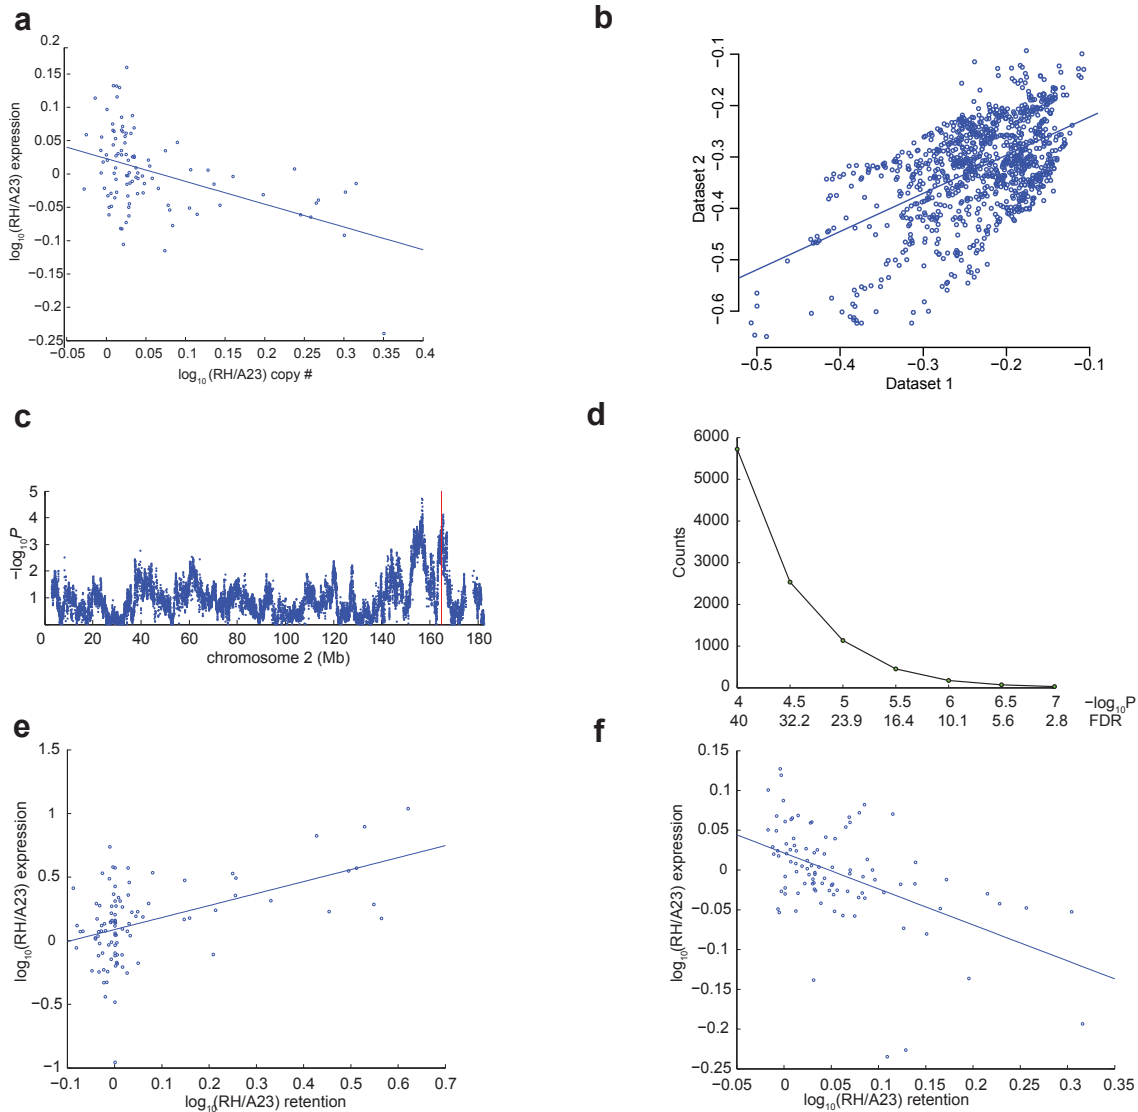 a
0.2
0.15
0.1
0.05
0
−0.05
−0.1
−0.15
−0.2
−0.25
log10(RH/A23) expression
−0.05 0 0.05 0.1 0.15 0.2 0.25 0.3 0.35 0.4
log10(RH/A23) copy #
b
−0.1
−0.2
−0.3
−0.4
−0.5
−0.6
Dataset 2
−0.5 −0.4 −0.3 −0.2 −0.1
Dataset 1
c
5
4
3
2
1
−log10P
0 20 40 60 80 100 120 140 160 180
chromosome 2 (Mb)
d
6000
5000
4000
3000
2000
1000
0
Counts
4 4.5 5 5.5 6 6.5 7 −log10P
40 32.2 23.9 16.4 10.1 5.6 2.8 FDR
e
1.5
1
0.5
0
−0.5
−1
log10(RH/A23) expression
−0.1 0 0.1 0.2 0.3 0.4 0.5 0.6 0.7
log10(RH/A23) retention
f
0.15
0.1
0.05
0
−0.05
−0.1
−0.15
−0.2
−0.25
log10(RH/A23) expression
−0.05 0 0.05 0.1 0.15 0.2 0.25 0.3 0.35
log10(RH/A23) retention